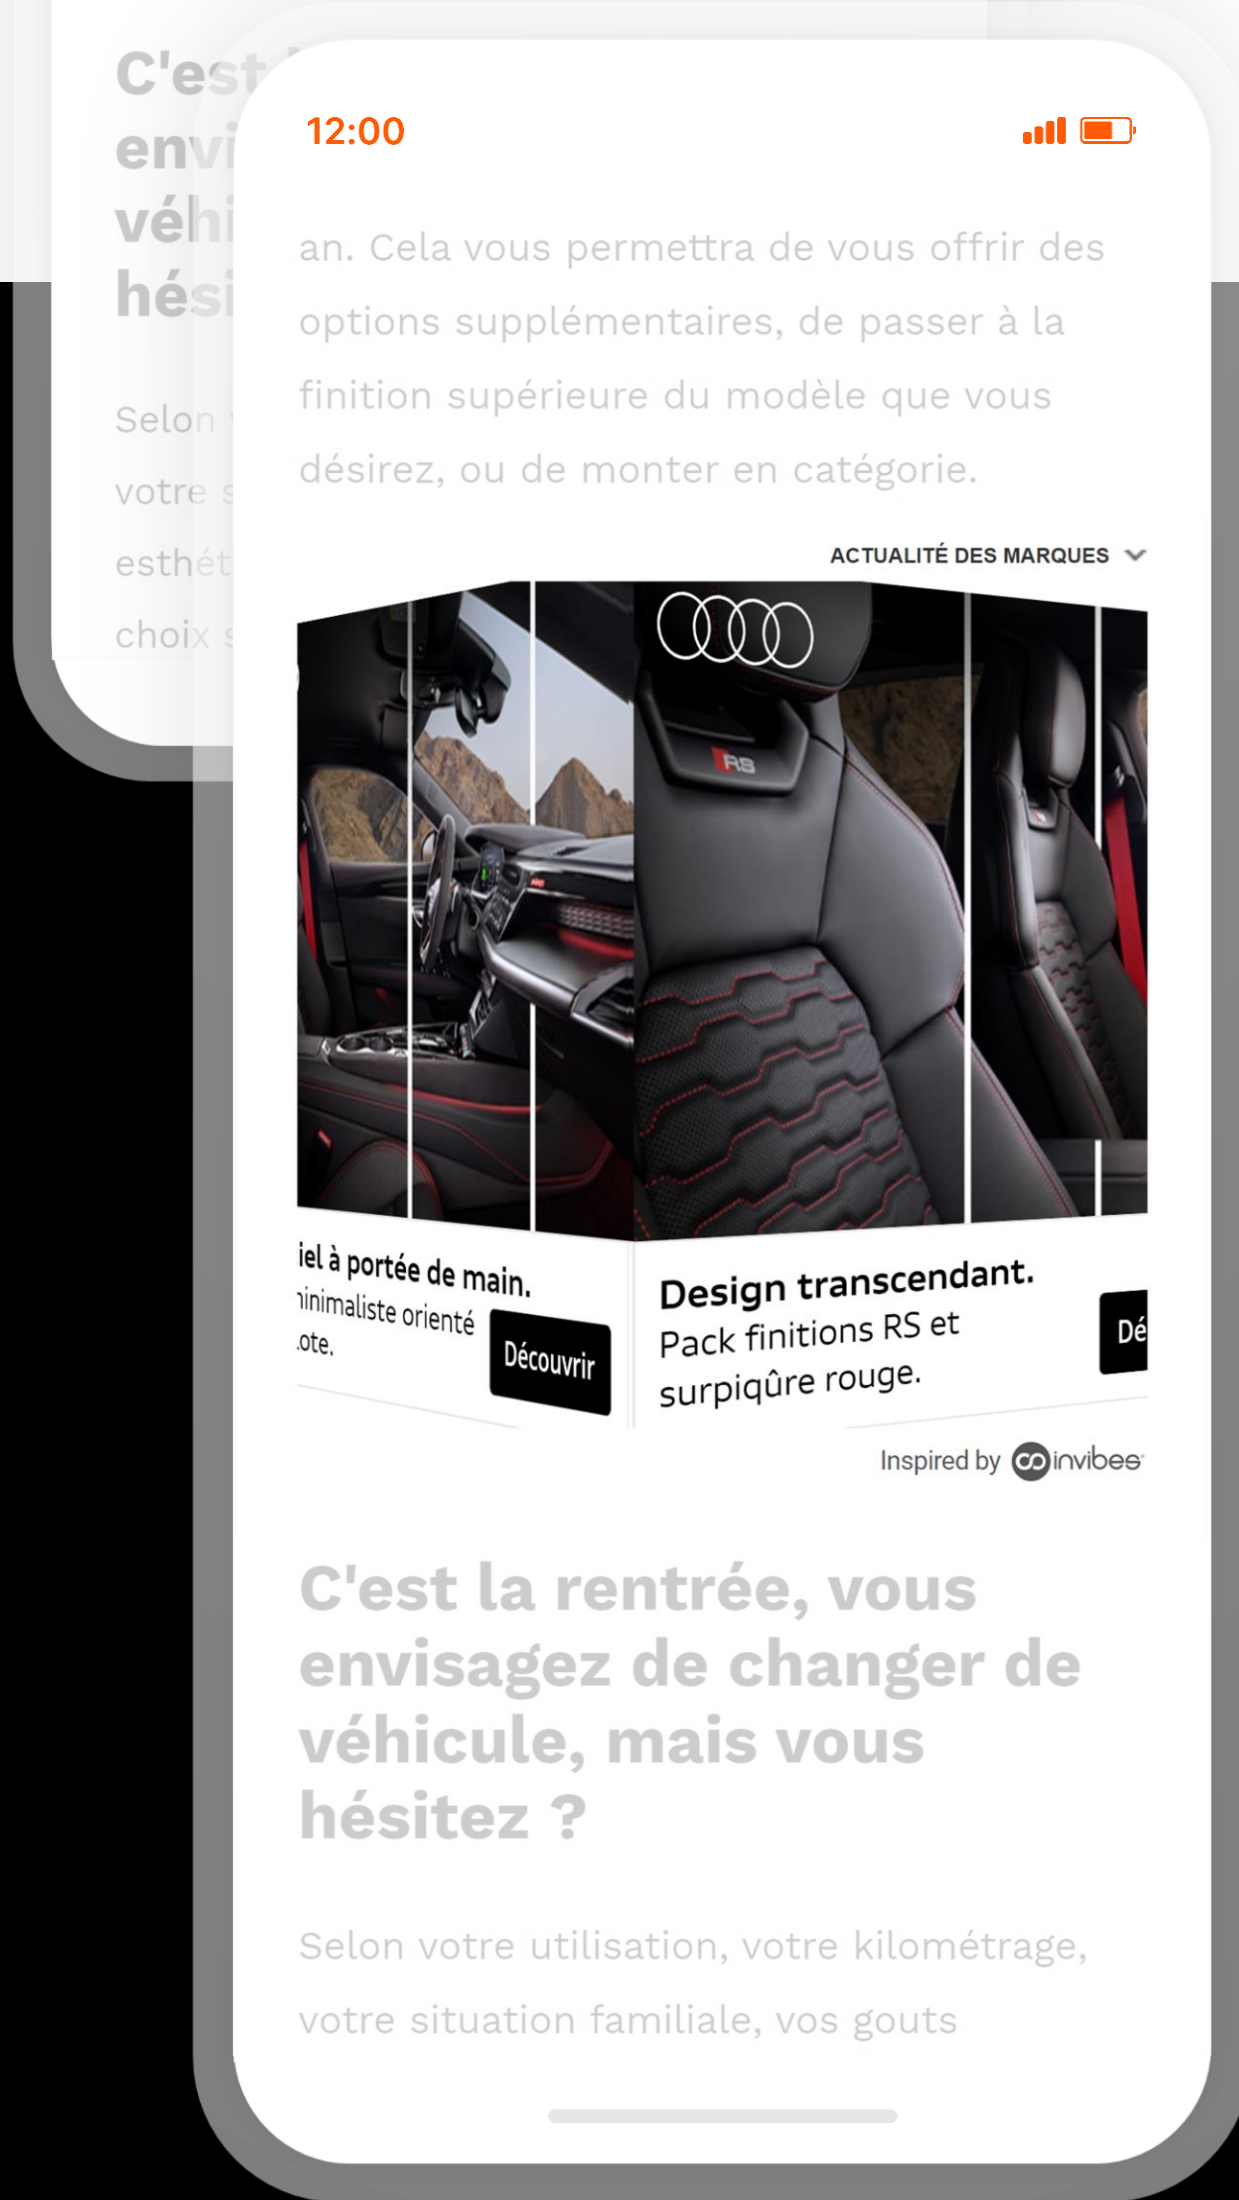 C'est
envi
véhi
hési
Selon
votre s
esthét
choix s
12:00
an. Cela vous permettra de vous offrir des
options supplémentaires, de passer à la
finition supérieure du modèle que vous
désirez, ou de monter en catégorie.
ACTUALITÉ DES MARQUES
RS
iel à portée de main.
inimaliste orienté
ote.
Découvrir
Design transcendant.
Pack finitions RS et
surpiqûre rouge.
Dé
Inspired by invibes
C'est la rentrée, vous
envisagez de changer de
véhicule, mais vous
hésitez ?
Selon votre utilisation, votre kilométrage,
votre situation familiale, vos gouts